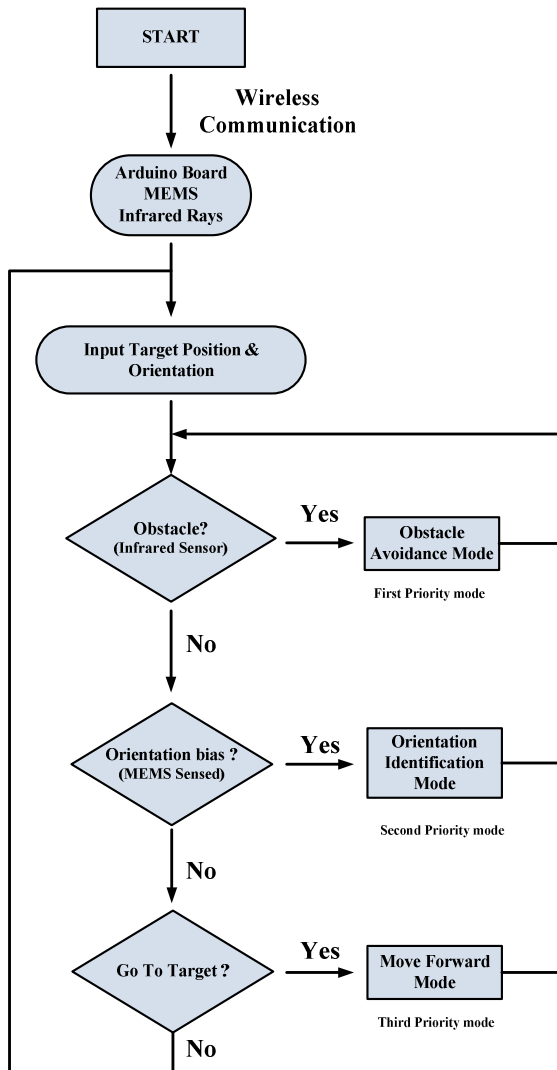 START
Wireless
Communication
Arduino Board
MEMS
Infrared Rays
Input Target Position &
Orientation
Obstacle?
(Infrared Sensor)
Yes
Obstacle
Avoidance Mode
First Priority mode
No
Orientation bias ?
(MEMS Sensed)
Yes
Orientation
Identification
Mode
Second Priority mode
No
Go To Target ?
Yes
Move Forward
Mode
Third Priority mode
No